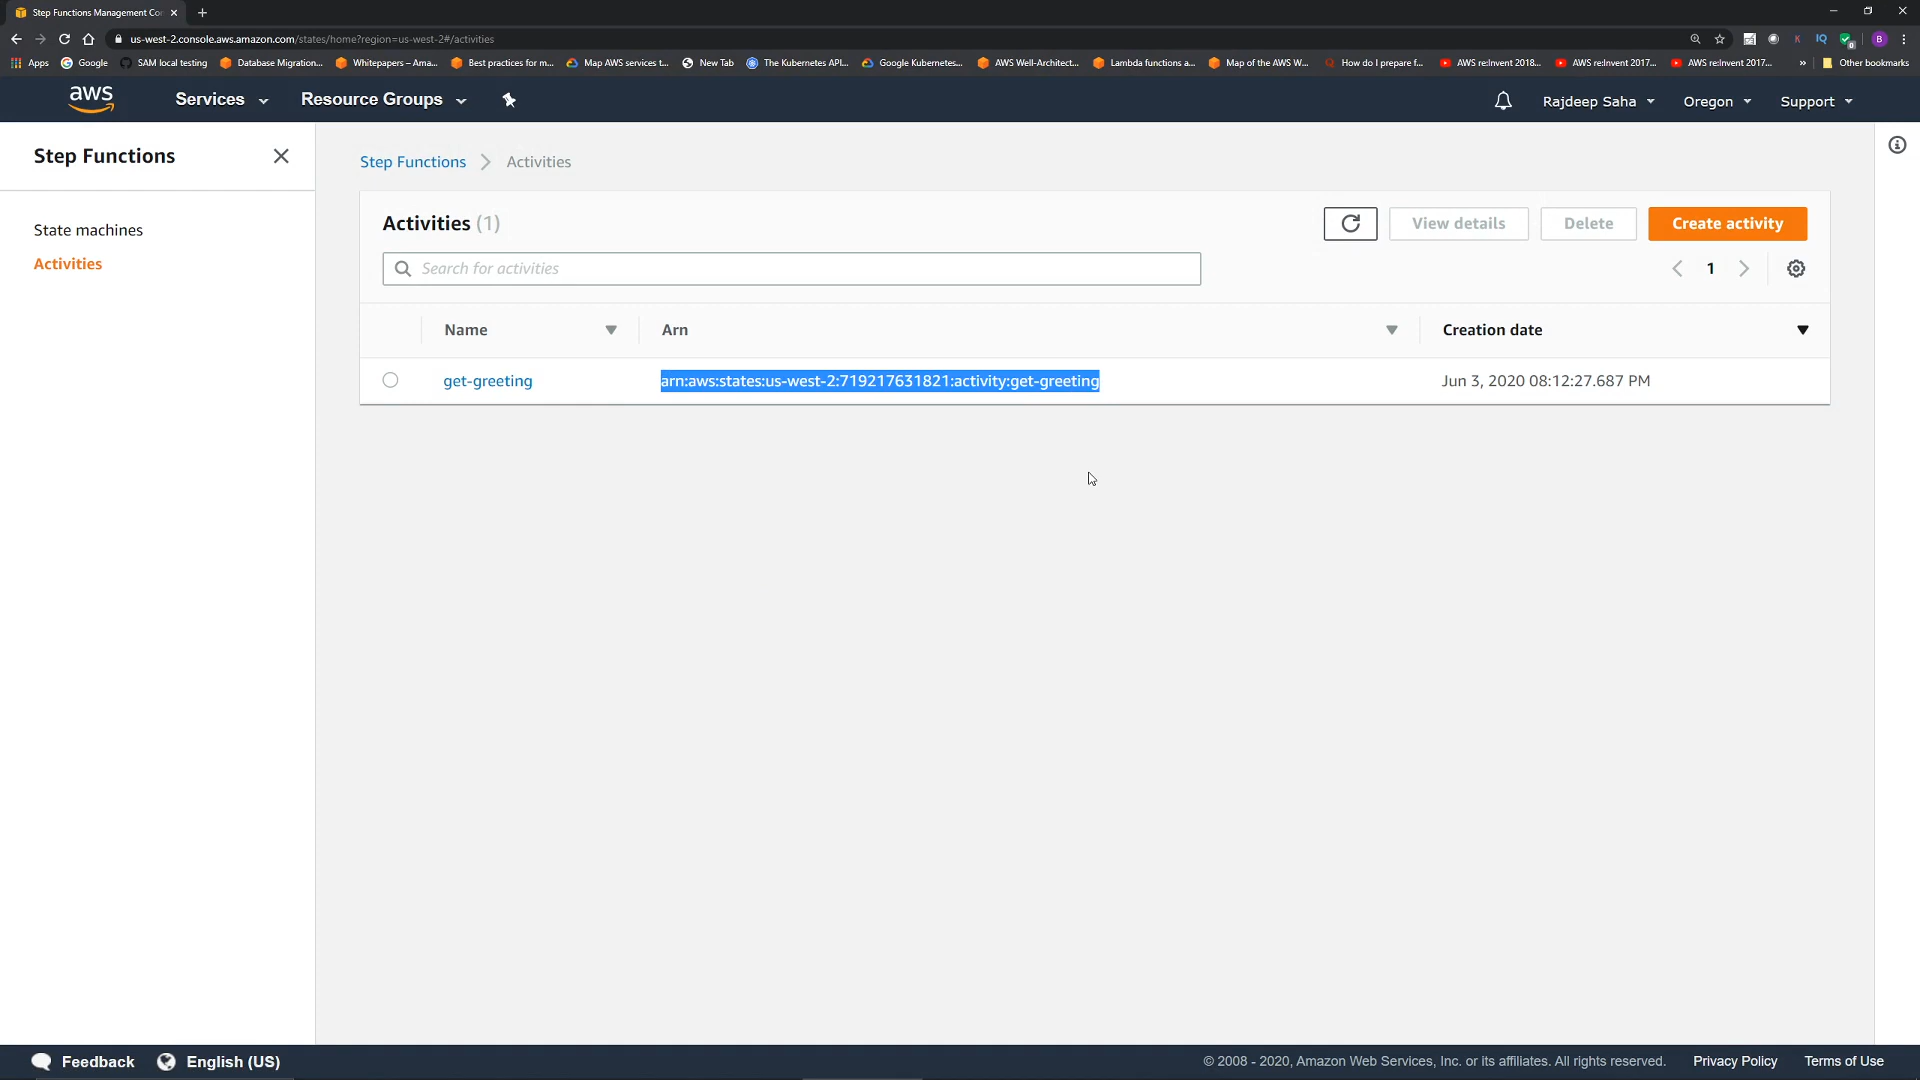 Step Functions Management Co
us-west-2.console.aws.amazon.com/states/home?region=us-west-2#/activities
Apps Google SAM local testing Database Migration... Whitepapers – Ama... Best practices for m... Map AWS services t... New Tab The Kubernetes API... Google Kubernetes... AWS Well-Architect... Lambda functions a... Map of the AWS W... How do I prepare f... AWS re:Invent 2018... AWS re:Invent 2017... AWS re:Invent 2017... » Other bookmarks
aws Services Resource Groups Rajdeep Saha Oregon Support
Step Functions
State machines
Activities
Step Functions Activities
Activities (1) View details Delete Create activity
Search for activities 1
Name Arn Creation date
get-greeting arn:aws:states:us-west-2:719217631821:activity:get-greeting Jun 3, 2020 08:12:27.687 PM
Feedback English (US) © 2008 - 2020, Amazon Web Services, Inc. or its affiliates. All rights reserved. Privacy Policy Terms of Use